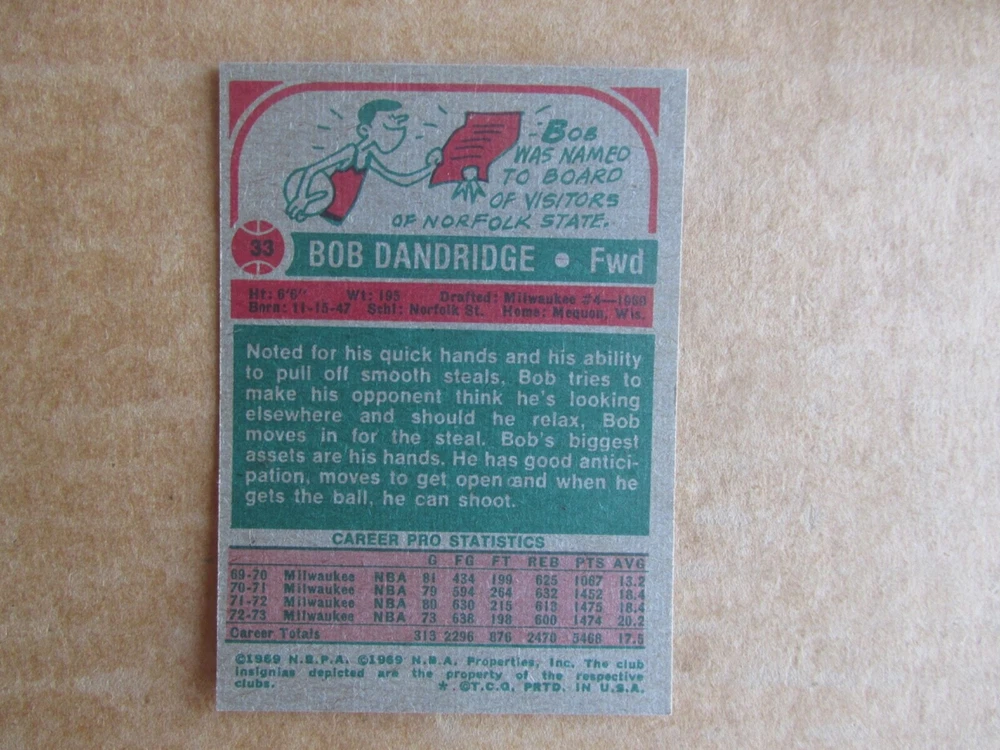 BOB
WAS NAMED
TO BOARD
OF VISITORS
OF NORFOLK STATE.
33 BOB DANDRIDGE • Fwd
Ht: 6'6" Wt: 195 Drafted: Milwaukee #4—1969
Born: 11-15-47 Schl: Norfolk St. Home: Mequon, Wis.
Noted for his quick hands and his ability
to pull off smooth steals, Bob tries to
make his opponent think he's looking
elsewhere and should he relax, Bob
moves in for the steal. Bob's biggest
assets are his hands. He has good antici-
pation, moves to get open and when he
gets the ball, he can shoot.
CAREER PRO STATISTICS
G FG FT REB PTS AVG
69-70 Milwaukee NBA 81 434 199 625 1067 13.2
70-71 Milwaukee NBA 79 594 264 632 1452 18.4
71-72 Milwaukee NBA 80 630 215 613 1475 18.4
72-73 Milwaukee NBA 73 638 198 600 1474 20.2
Career Totals 313 2296 876 2470 5468 17.5
©1969 N.B.P.A. ©1969 N.B.A. Properties, Inc. The club
insignias depicted are the property of the respective
clubs. * ©T.C.G. PRTD. IN U.S.A.